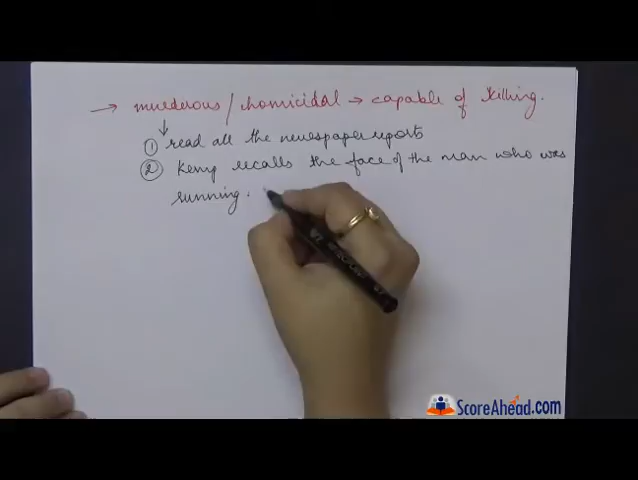 → murderous / homicidal → capable of killing.
① read all the newspaper reports
② Kemp recalls the face of the man who was
running.
ScoreAhead.com